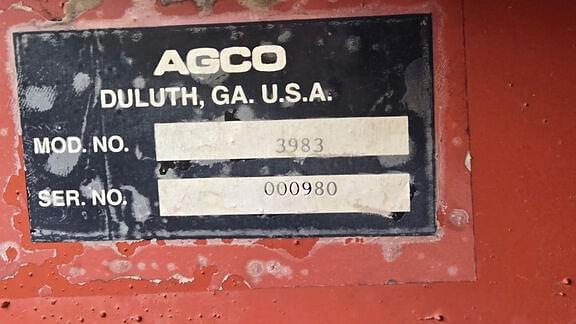 AGCO
DULUTH, GA. U.S.A.
MOD. NO. 3983
SER. NO. 000980